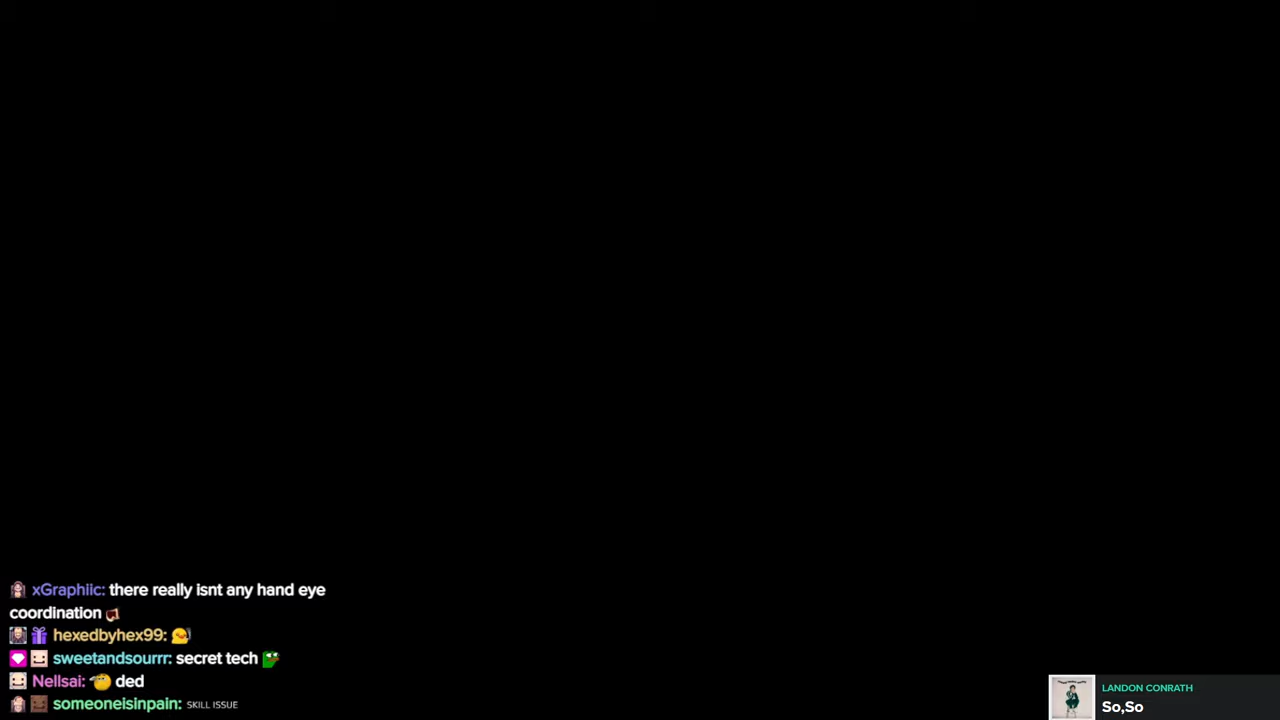 xGraphiic: there really isnt any hand eye
coordination
hexedbyhex99:
sweetandsourrr: secret tech
Nellsai: ded
someoneisinpain: SKILL ISSUE
LANDON CONRATH
So,So